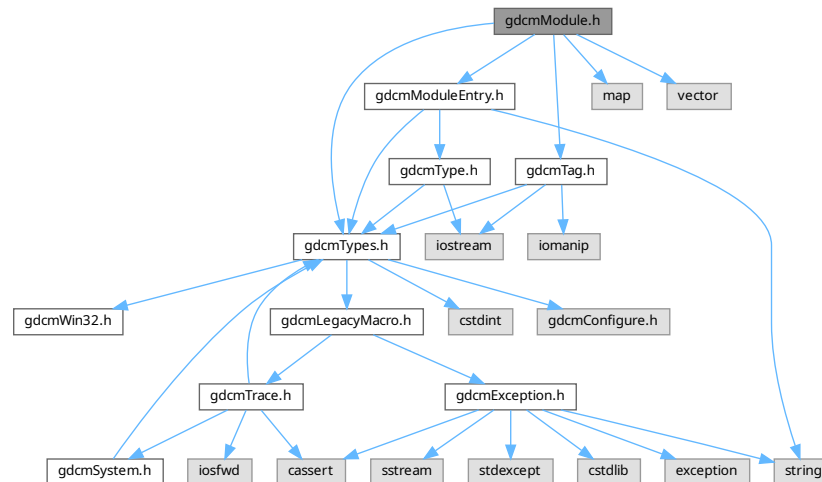 gdcmModule.h
gdcmModuleEntry.h
map
vector
gdcmType.h
gdcmTag.h
gdcmTypes.h
iostream
iomanip
gdcmWin32.h
gdcmLegacyMacro.h
cstdint
gdcmConfigure.h
gdcmTrace.h
gdcmException.h
gdcmSystem.h
iosfwd
cassert
sstream
stdexcept
cstdlib
exception
string